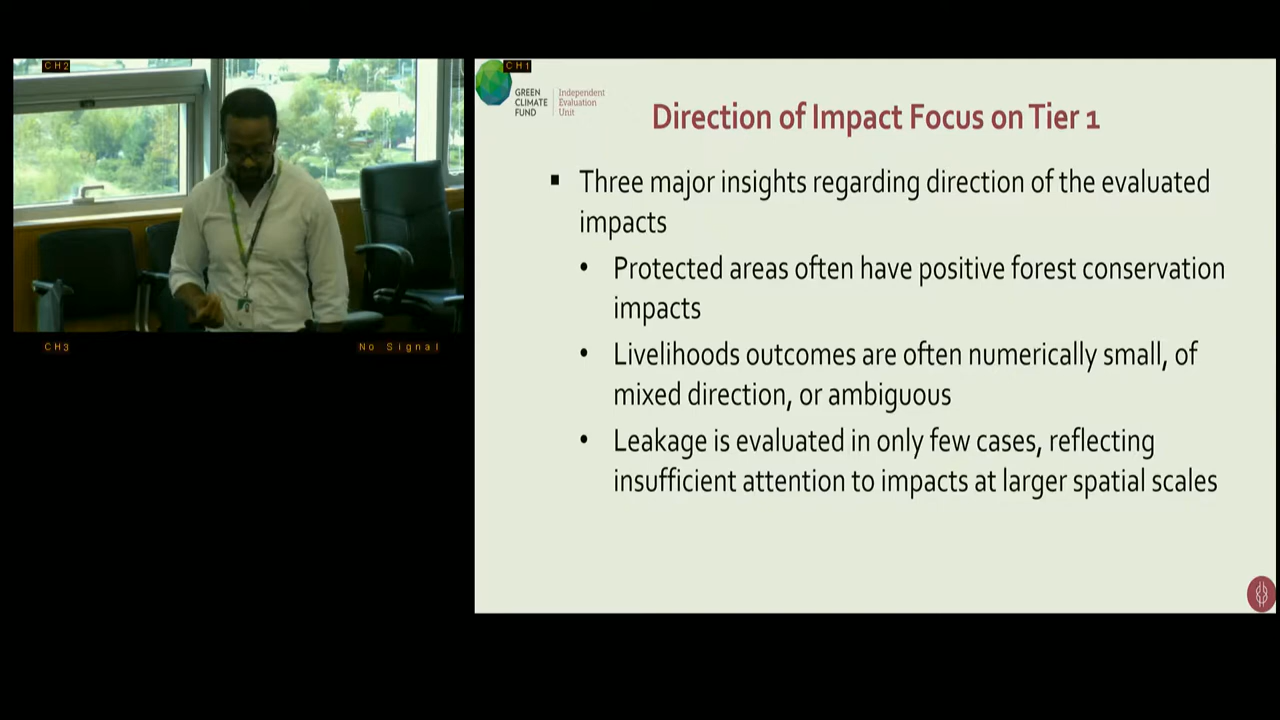 CH2
CH3
No Signal
CH1
GREEN
CLIMATE
FUND
Independent
Evaluation
Unit
Direction of Impact Focus on Tier 1
▪ Three major insights regarding direction of the evaluated
impacts
• Protected areas often have positive forest conservation
impacts
• Livelihoods outcomes are often numerically small, of
mixed direction, or ambiguous
• Leakage is evaluated in only few cases, reflecting
insufficient attention to impacts at larger spatial scales